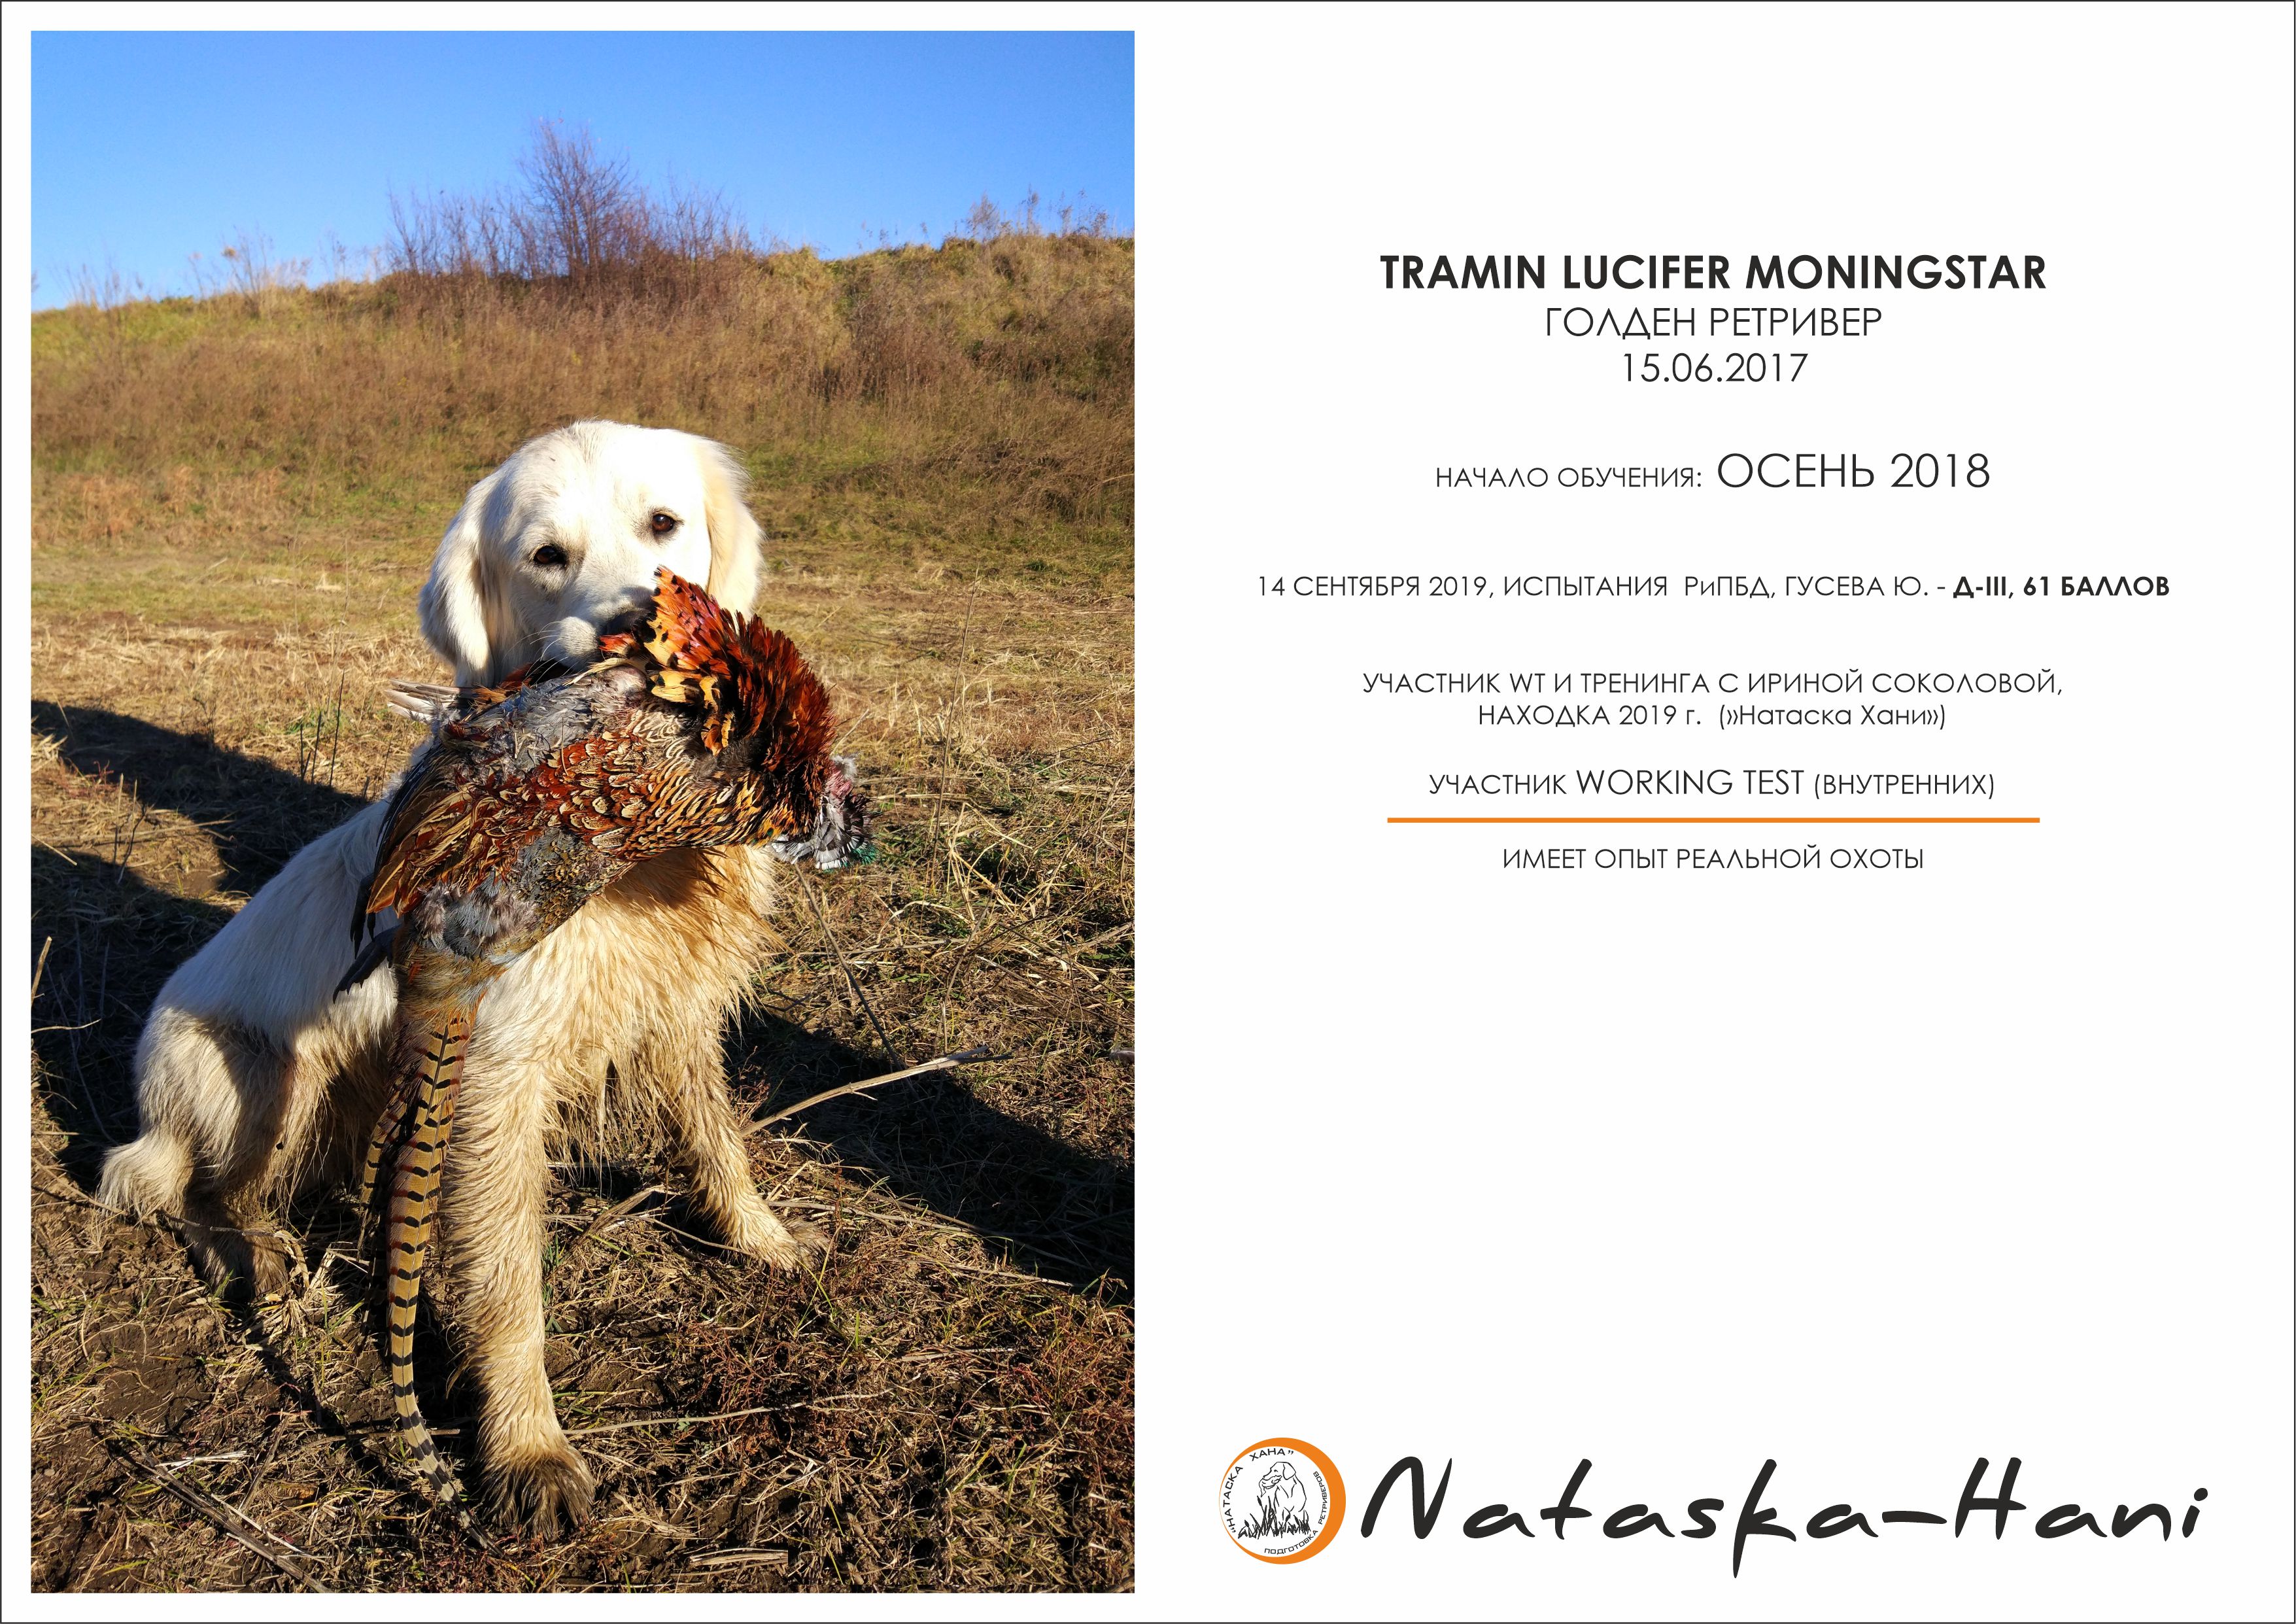 TRAMIN LUCIFER MONINGSTAR
ГОЛДЕН РЕТРИВЕР
15.06.2017
НАЧАЛО ОБУЧЕНИЯ: ОСЕНЬ 2018
14 СЕНТЯБРЯ 2019, ИСПЫТАНИЯ РиПБД, ГУСЕВА Ю. - Д-III, 61 БАЛЛОВ
УЧАСТНИК WT И ТРЕНИНГА С ИРИНОЙ СОКОЛОВОЙ,
НАХОДКА 2019 г. (»Натаска Хани»)
УЧАСТНИК WORKING TEST (ВНУТРЕННИХ)
ИМЕЕТ ОПЫТ РЕАЛЬНОЙ ОХОТЫ
"НАТАСКА ХАНА"
ПОДГОТОВКА РЕТРИВЕРОВ
Nataska-Hani